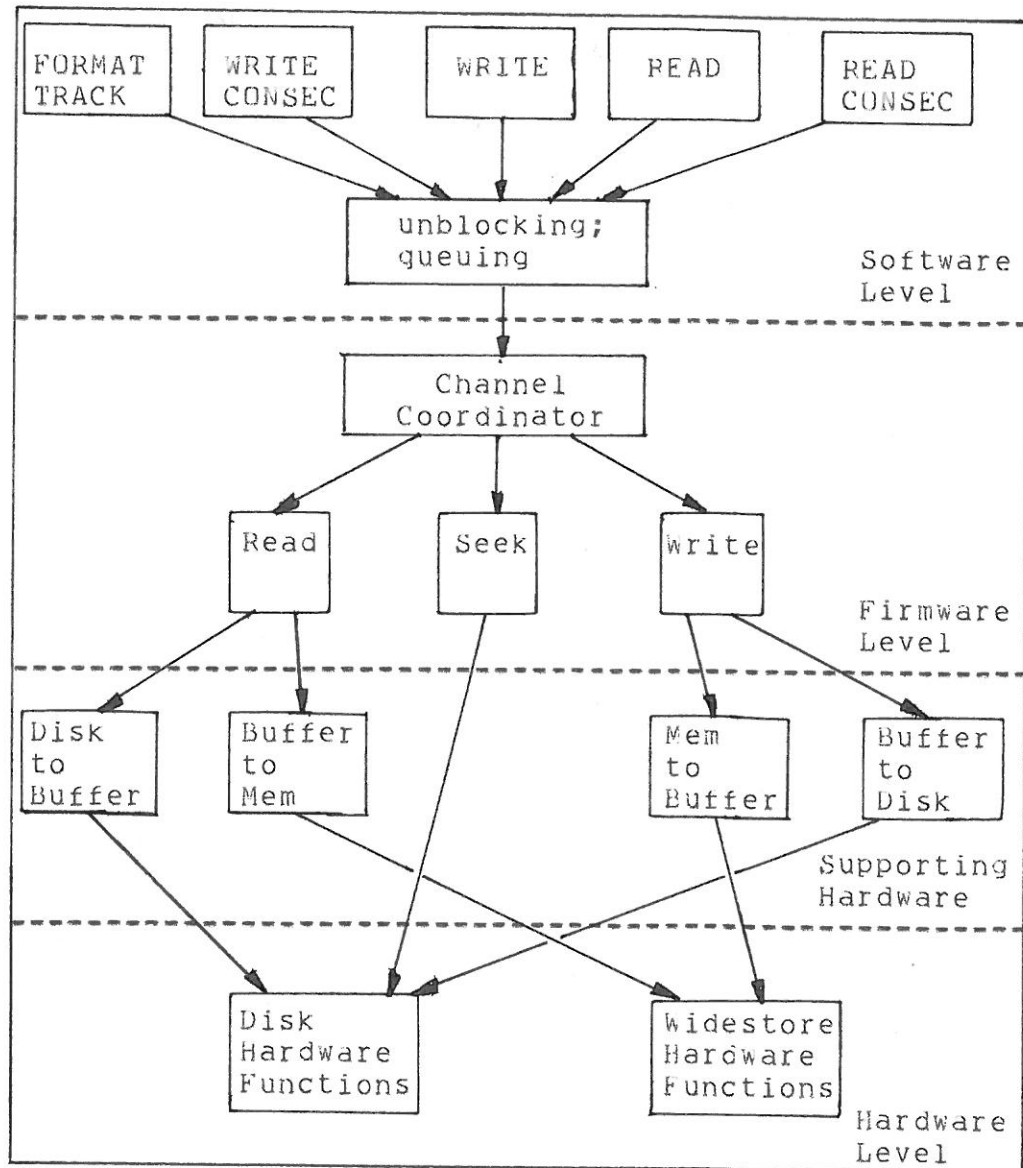 FORMAT
TRACK
WRITE
CONSEC
WRITE
READ
READ
CONSEC
unblocking;
queuing
Software
Level
Channel
Coordinator
Read
Seek
Write
Firmware
Level
Disk
to
Buffer
Buffer
to
Mem
Mem
to
Buffer
Buffer
to
Disk
Supporting
Hardware
Disk
Hardware
Functions
Widestore
Hardware
Functions
Hardware
Level